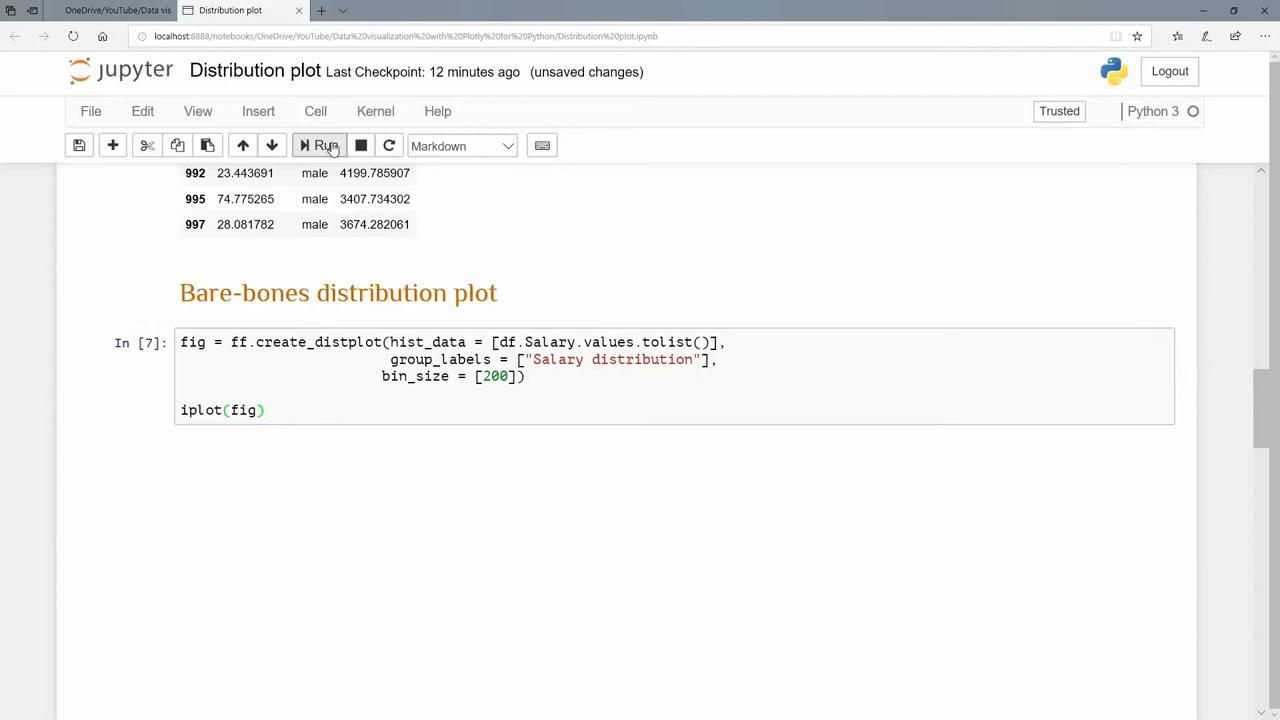 OneDrive/YouTube/Data vis
Distribution plot
localhost:8888/notebooks/OneDrive/YouTube/Data%20visualization%20with%20Plotly%20for%20Python/Distribution%20plot.ipynb
jupyter Distribution plot Last Checkpoint: 12 minutes ago (unsaved changes)
Logout
File Edit View Insert Cell Kernel Help
Trusted
Python 3
Run
Markdown
992 23.443691 male 4199.785907
995 74.775265 male 3407.734302
997 28.081782 male 3674.282061
Bare-bones distribution plot
In [7]: fig = ff.create_distplot(hist_data = [df.Salary.values.tolist()],
group_labels = ["Salary distribution"],
bin_size = [200])
iplot(fig)